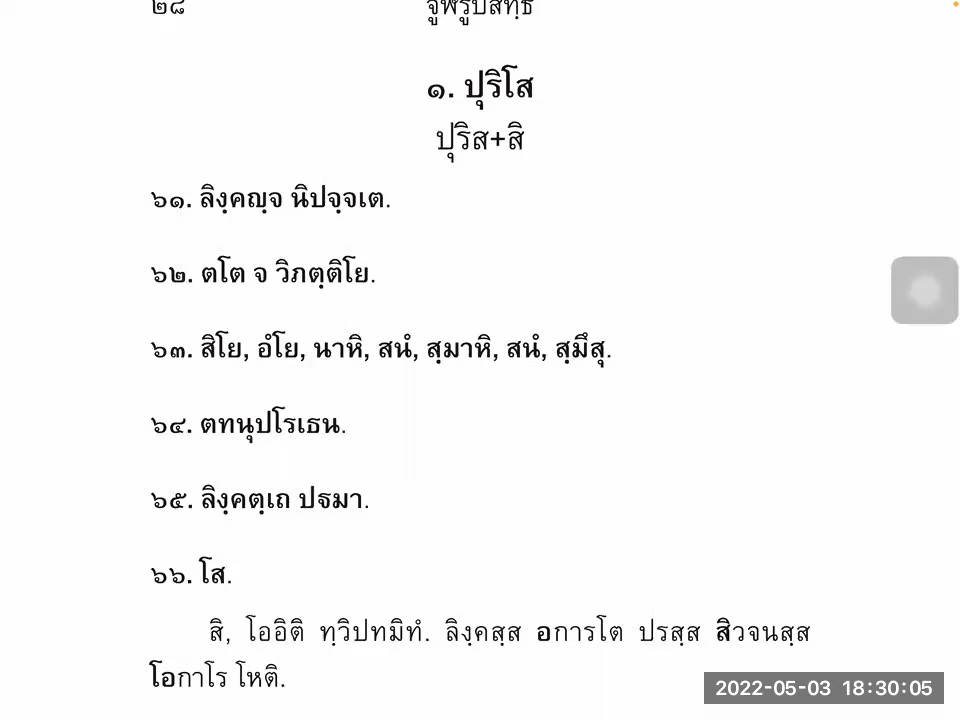 ๒๘ จูฬรูปสิทฺธิ
๑. ปุริโส
ปุริส+สิ
๖๑. ลิงฺคญฺจ นิปจฺจเต.
๖๒. ตโต จ วิภตฺติโย.
๖๓. สิโย, อํโย, นาหิ, สนํ, สฺมาหิ, สนํ, สฺมึสุ.
๖๔. ตทนุปโรเธน.
๖๕. ลิงฺคตฺเถ ปฐมา.
๖๖. โส.
สิ, โออิติ ทฺวิปทมิทํ. ลิงฺคสฺส อการโต ปรสฺส สิวจนสฺส
โอกาโร โหติ.
2022-05-03 18:30:05